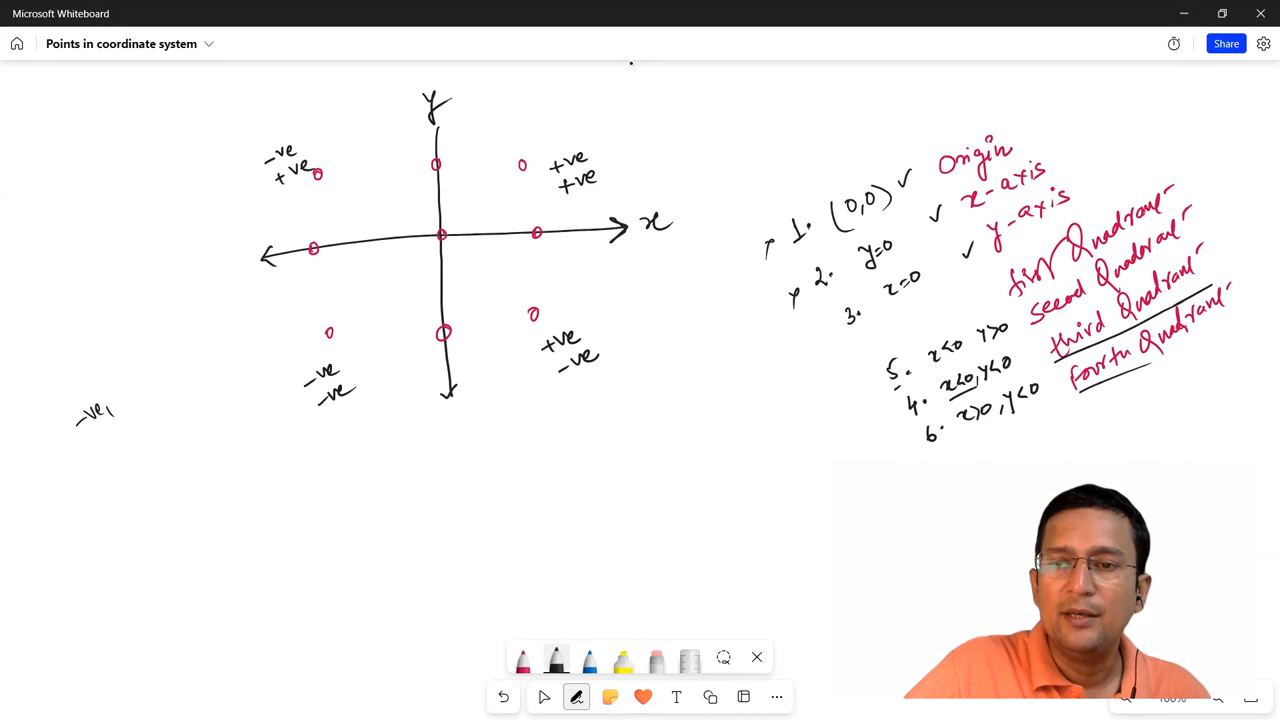 Microsoft Whiteboard
Points in coordinate system
Share
y
-ve
+ve
+ve
+ve
x
-ve
-ve
+ve
-ve
-ve,
1. (0,0) ✓ Origin
2. y=0 ✓ x-axis
3. x=0 ✓ y-axis
first Quadrant
second Quadrant
5. x<0 y>0 third Quadrant
4. x<0, y<0 fourth Quadrant
6. x>0, y<0
100%